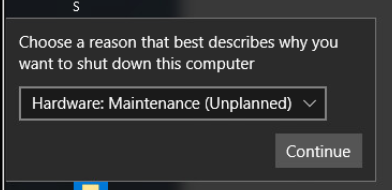 s
Choose a reason that best describes why you
want to shut down this computer
Hardware: Maintenance (Unplanned)
Continue